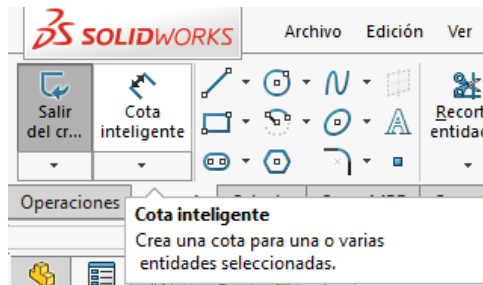 SOLIDWORKS
Archivo Edición Ver
Salir del cr...
Cota inteligente
Recort entidad
Operaciones
Cota inteligente
Crea una cota para una o varias
entidades seleccionadas.